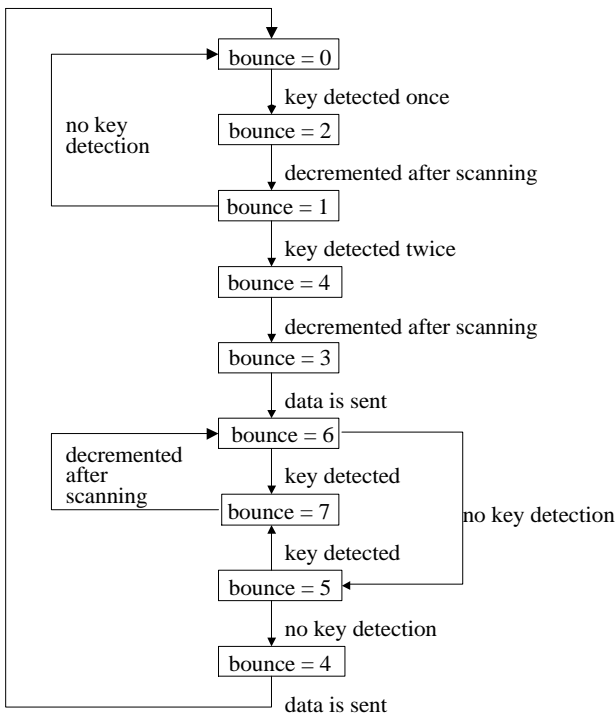 bounce = 0
key detected once
no key
detection
bounce = 2
decremented after scanning
bounce = 1
key detected twice
bounce = 4
decremented after scanning
bounce = 3
data is sent
bounce = 6
decremented
after
scanning
key detected
bounce = 7
no key detection
key detected
bounce = 5
no key detection
bounce = 4
data is sent